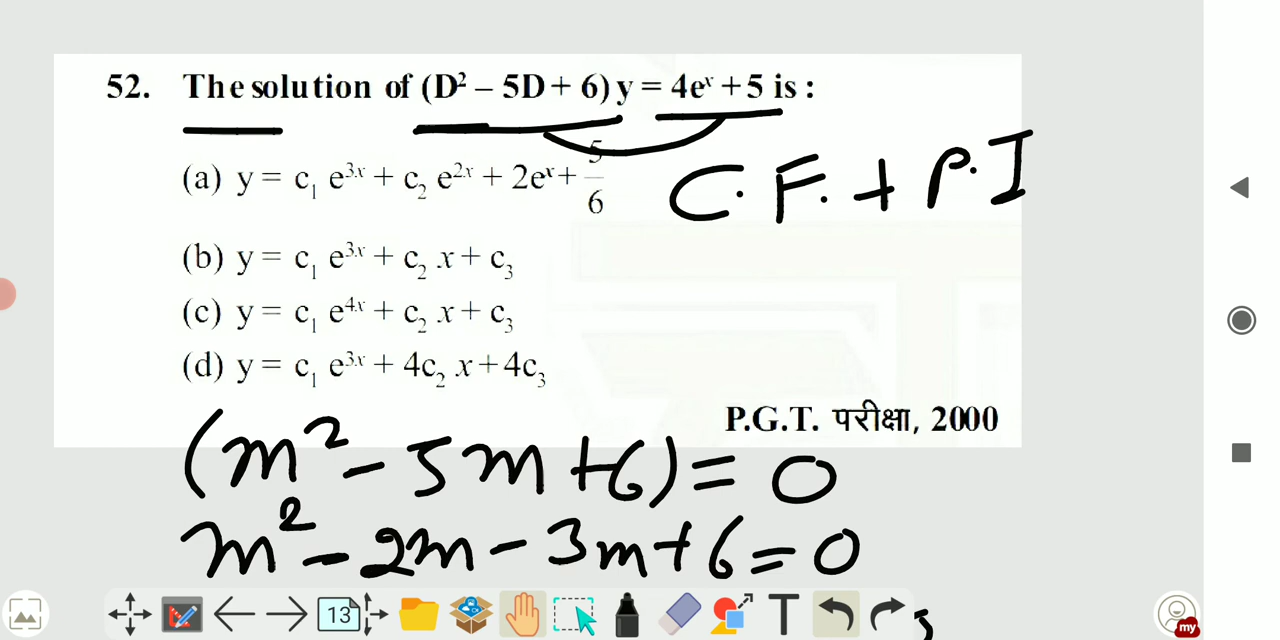 52. The solution of (D² – 5D + 6) y = 4eˣ + 5 is :
(a) y = c₁ e³ˣ + c₂ e²ˣ + 2eˣ + 5/6
C.F. + P.I
(b) y = c₁ e³ˣ + c₂ x + c₃
(c) y = c₁ e⁴ˣ + c₂ x + c₃
(d) y = c₁ e³ˣ + 4c₂ x + 4c₃
P.G.T. परीक्षा, 2000
(m² - 5m + 6) = 0
m² - 2m - 3m + 6 = 0
13 T
my